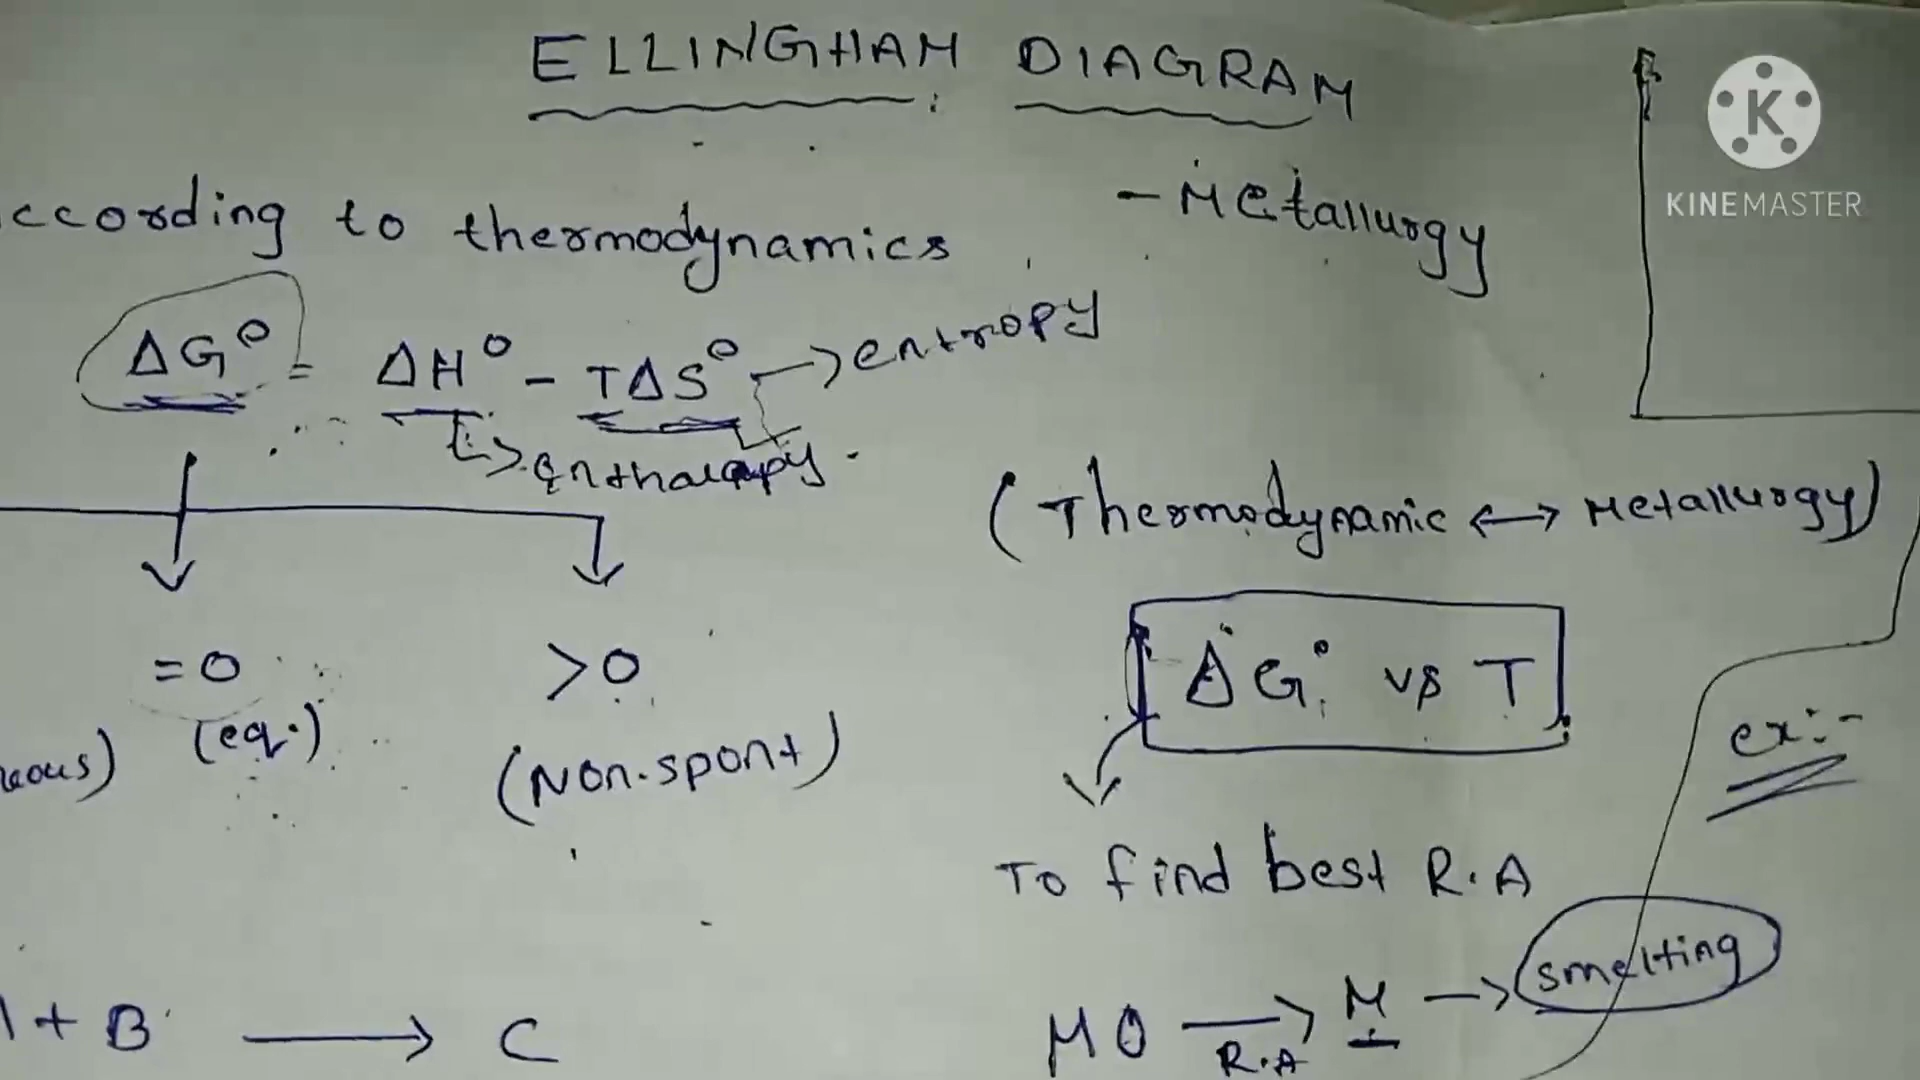 ELLINGHAM DIAGRAM
K
KINEMASTER
- Metallurgy
ccording to thermodynamics
ΔG° = ΔH° - TΔS° → entropy
→ enthalpy.
(Thermodynamic ↔ Metallurgy)
=0
>0
(eq.)
(Non.spont)
ΔG° vs T
ex:-
To find best R.A
+ B → C
MO → M → smelting
R.A